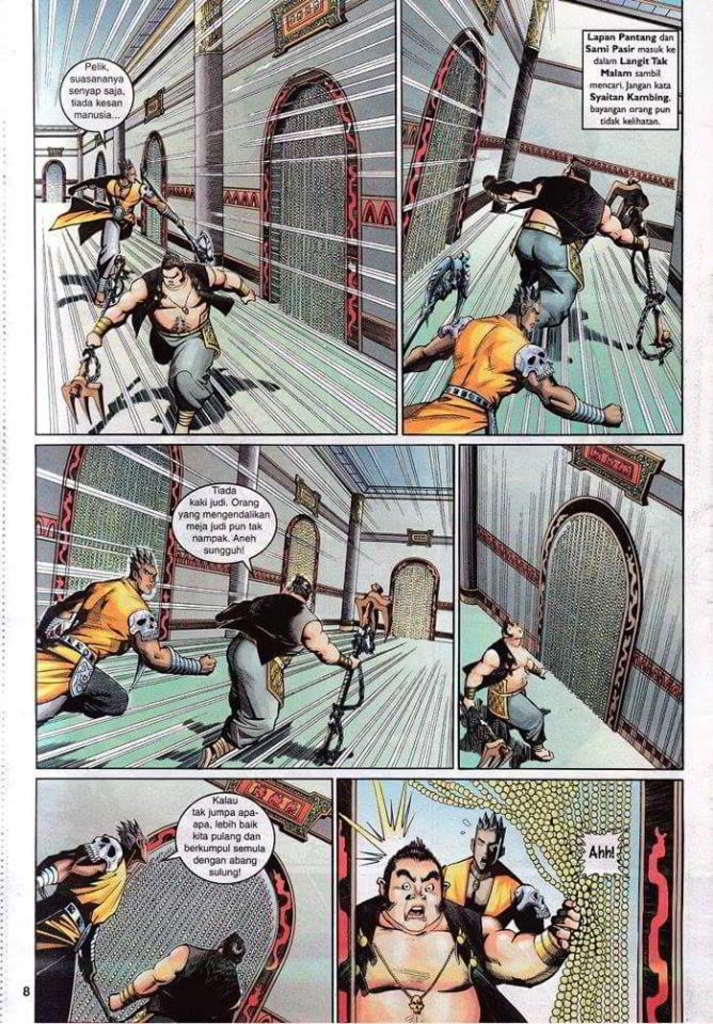 Pelik,
suasananya
senyap saja,
tiada kesan
manusia...
Lapan Pantang dan
Sami Pasir masuk ke
dalam Langit Tak
Malam sambil
mencari. Jangan kata
Syaitan Kambing,
bayangan orang pun
tidak kelihatan.
Tiada
kaki judi. Orang
yang mengendalikan
meja judi pun tak
nampak. Aneh
sungguh!
Kalau
tak jumpa apa-
apa, lebih baik
kita pulang dan
berkumpul semula
dengan abang
sulung!
Ahh!
8